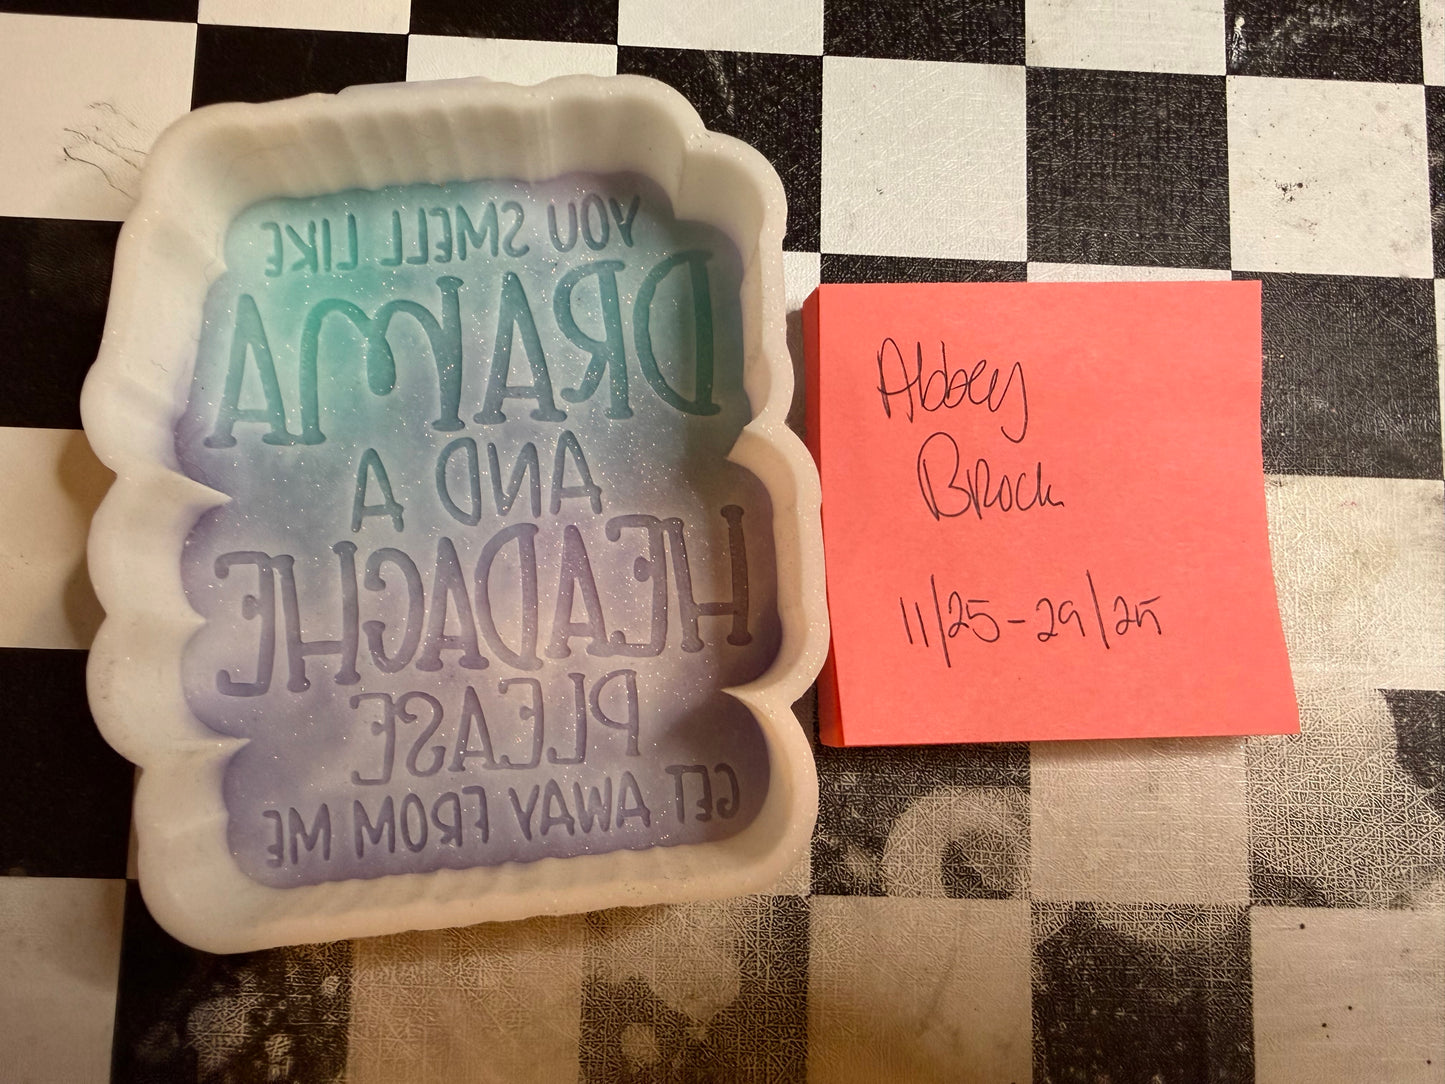 YOU SMELL LIKE
DRAMA
AND A
HEADACHE
PLEASE
GET AWAY FROM ME
Abbey
Brock
11/25-29/25